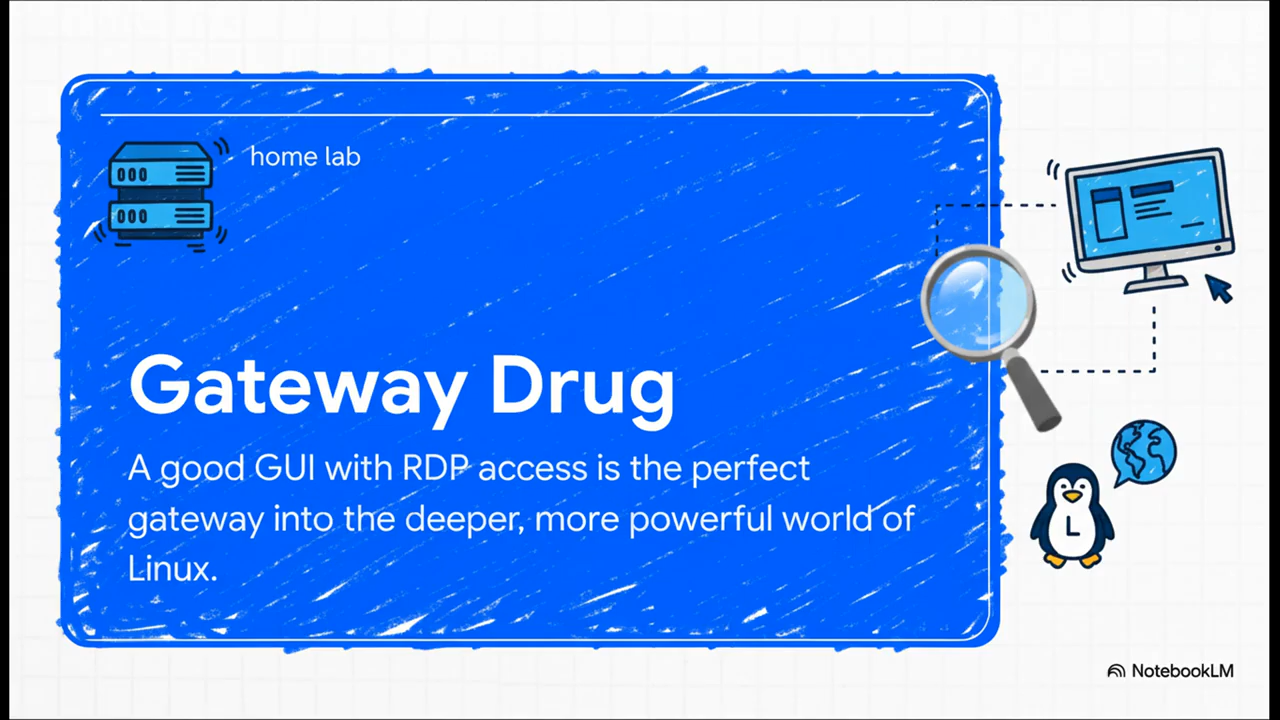 home lab
Gateway Drug
A good GUI with RDP access is the perfect
gateway into the deeper, more powerful world of
Linux.
L
NotebookLM